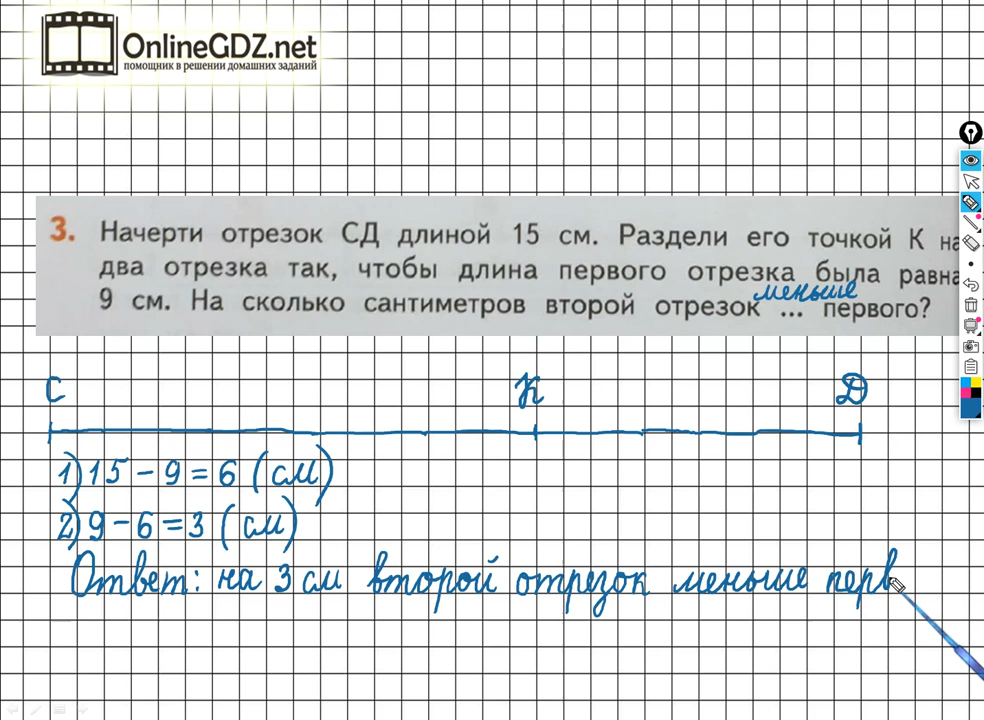 OnlineGDZ.net
помощник в решении домашних заданий
3. Начерти отрезок СД длиной 15 см. Раздели его точкой К на
два отрезка так, чтобы длина первого отрезка была равна
меньше
9 см. На сколько сантиметров второй отрезок ... первого?
С К Д
1) 15 - 9 = 6 (см)
2) 9 - 6 = 3 (см)
Ответ: на 3 см второй отрезок меньше перв